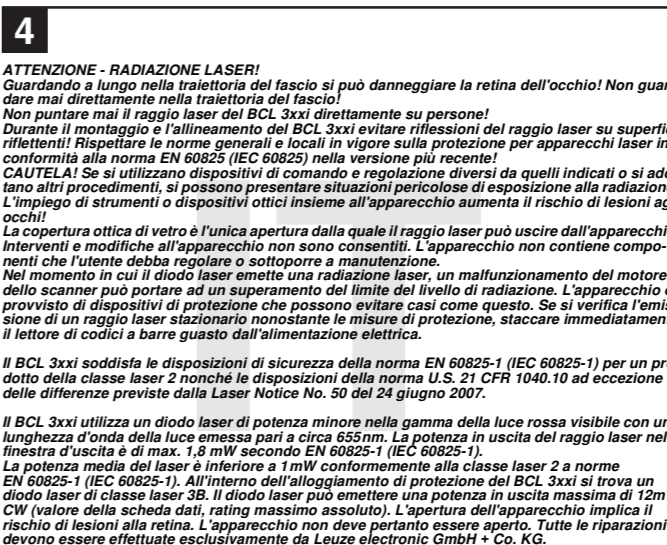 4
ATTENZIONE - RADIAZIONE LASER!
Guardando a lungo nella traiettoria del fascio si può danneggiare la retina dell'occhio! Non guar
dare mai direttamente nella traiettoria del fascio!
Non puntare mai il raggio laser del BCL 3xxi direttamente su persone!
Durante il montaggio e l'allineamento del BCL 3xxi evitare riflessioni del raggio laser su superfic
riflettenti! Rispettare le norme generali e locali in vigore sulla protezione per apparecchi laser in
conformità alla norma EN 60825 (IEC 60825) nella versione più recente!
CAUTELA! Se si utilizzano dispositivi di comando e regolazione diversi da quelli indicati o si ado
tano altri procedimenti, si possono presentare situazioni pericolose di esposizione alla radiazion
L'impiego di strumenti o dispositivi ottici insieme all'apparecchio aumenta il rischio di lesioni ag
occhi!
La copertura ottica di vetro è l'unica apertura dalla quale il raggio laser può uscire dall'apparecchi
Interventi e modifiche all'apparecchio non sono consentiti. L'apparecchio non contiene compo-
nenti che l'utente debba regolare o sottoporre a manutenzione.
Nel momento in cui il diodo laser emette una radiazione laser, un malfunzionamento del motore
dello scanner può portare ad un superamento del limite del livello di radiazione. L'apparecchio
provvisto di dispositivi di protezione che possono evitare casi come questo. Se si verifica l'emis
sione di un raggio laser stazionario nonostante le misure di protezione, staccare immediatamen
il lettore di codici a barre guasto dall'alimentazione elettrica.
Il BCL 3xxi soddisfa le disposizioni di sicurezza della norma EN 60825-1 (IEC 60825-1) per un pro
dotto della classe laser 2 nonché le disposizioni della norma U.S. 21 CFR 1040.10 ad eccezione
delle differenze previste dalla Laser Notice No. 50 del 24 giugno 2007.
Il BCL 3xxi utilizza un diodo laser di potenza minore nella gamma della luce rossa visibile con un
lunghezza d'onda della luce emessa pari a circa 655nm. La potenza in uscita del raggio laser nel
finestra d'uscita è di max. 1,8 mW secondo EN 60825-1 (IEC 60825-1).
La potenza media del laser è inferiore a 1mW conformemente alla classe laser 2 a norme
EN 60825-1 (IEC 60825-1). All'interno dell'alloggiamento di protezione del BCL 3xxi si trova un
diodo laser di classe laser 3B. Il diodo laser può emettere una potenza in uscita massima di 12m
CW (valore della scheda dati, rating massimo assoluto). L'apertura dell'apparecchio implica il
rischio di lesioni alla retina. L'apparecchio non deve pertanto essere aperto. Tutte le riparazioni
devono essere effettuate esclusivamente da Leuze electronic GmbH + Co. KG.
IT